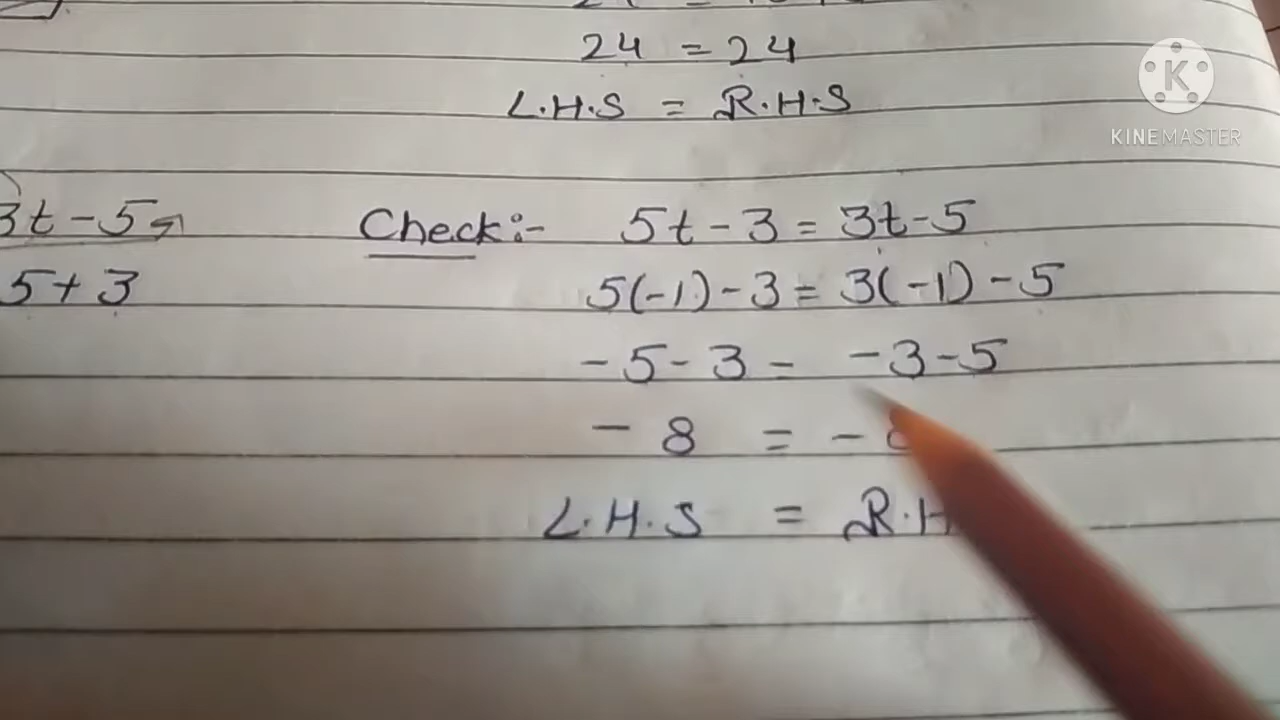 24 = 24
L.H.S = R.H.S
KINEMASTER
3t - 5
Check:- 5t - 3 = 3t - 5
5 + 3
5(-1) - 3 = 3(-1) - 5
-5 - 3 = -3 - 5
-8 = -8
L.H.S = R.H